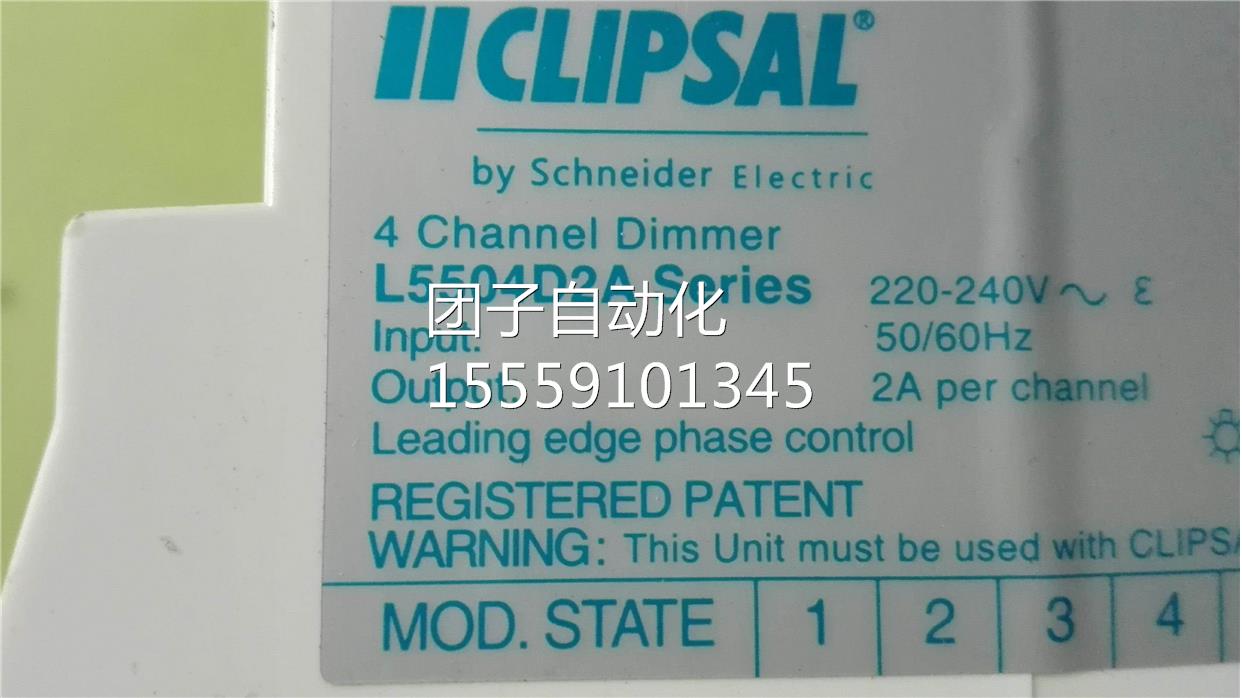 CLIPSAL®
by Schneider Electric
4 Channel Dimmer
L5504D2A Series 220-240V~ ε
团子自动化
Input: 50/60Hz
15559101345
Output: 2A per channel
Leading edge phase control
REGISTERED PATENT
WARNING: This Unit must be used with CLIPSA
MOD. STATE 1 2 3 4